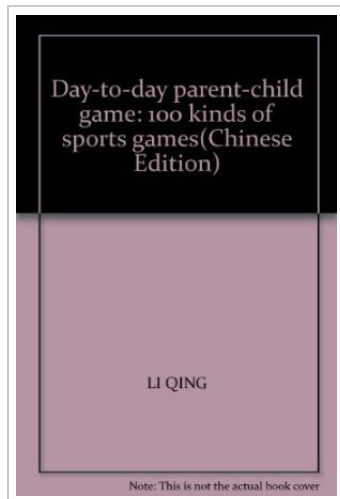 Day-to-day parent-child
game: 100 kinds of
sports games(Chinese
Edition)
LI QING
Note: This is not the actual book cover